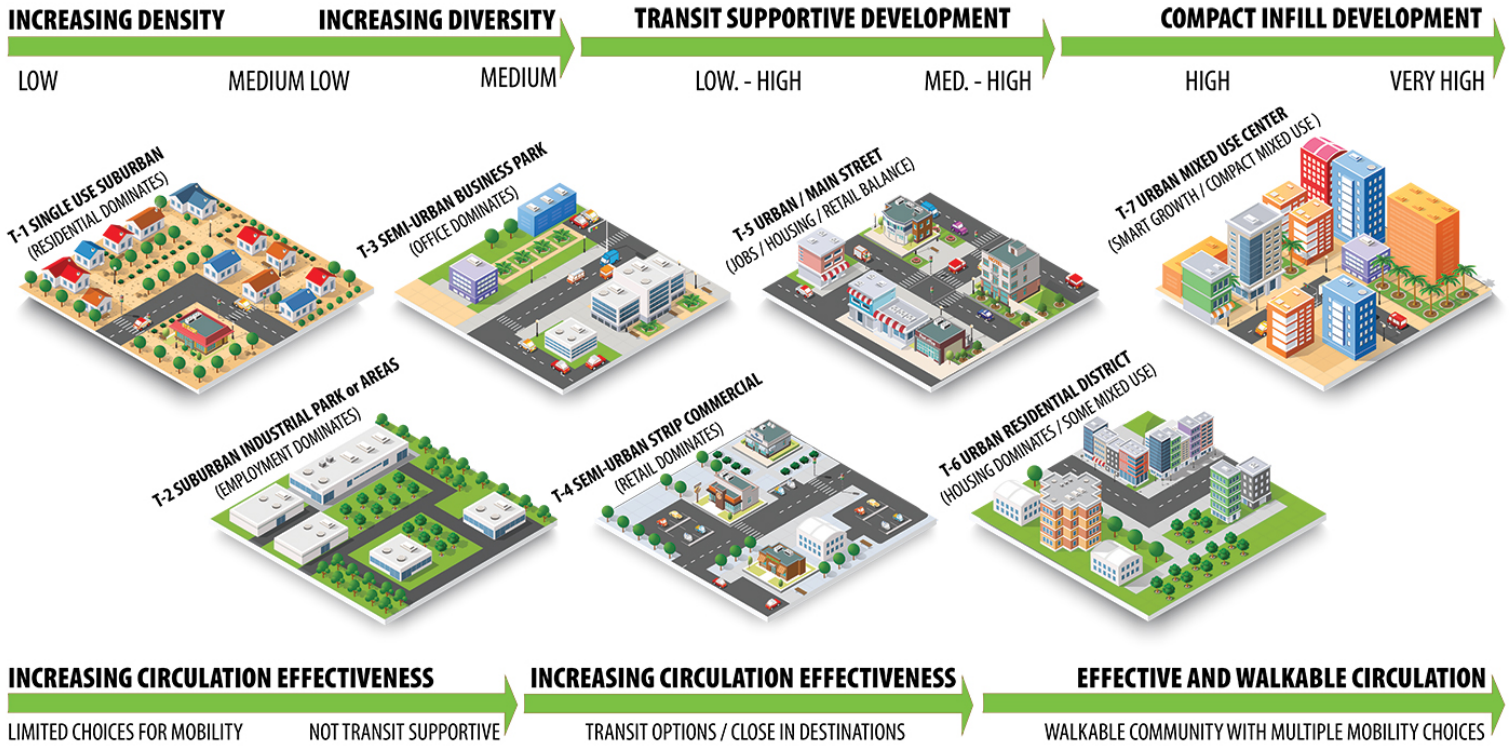 INCREASING DENSITY
INCREASING DIVERSITY
TRANSIT SUPPORTIVE DEVELOPMENT
COMPACT INFILL DEVELOPMENT
LOW
MEDIUM LOW
MEDIUM
LOW. - HIGH
MED. - HIGH
HIGH
VERY HIGH
T-1 SINGLE USE SUBURBAN
(RESIDENTIAL DOMINATES)
T-3 SEMI-URBAN BUSINESS PARK
(OFFICE DOMINATES)
T-5 URBAN / MAIN STREET
(JOBS / HOUSING / RETAIL BALANCE)
T-7 URBAN MIXED USE CENTER
(SMART GROWTH / COMPACT MIXED USE )
T-2 SUBURBAN INDUSTRIAL PARK or AREAS
(EMPLOYMENT DOMINATES)
T-4 SEMI-URBAN STRIP COMMERCIAL
(RETAIL DOMINATES)
T-6 URBAN RESIDENTIAL DISTRICT
(HOUSING DOMINATES / SOME MIXED USE)
INCREASING CIRCULATION EFFECTIVENESS
INCREASING CIRCULATION EFFECTIVENESS
EFFECTIVE AND WALKABLE CIRCULATION
LIMITED CHOICES FOR MOBILITY
NOT TRANSIT SUPPORTIVE
TRANSIT OPTIONS / CLOSE IN DESTINATIONS
WALKABLE COMMUNITY WITH MULTIPLE MOBILITY CHOICES